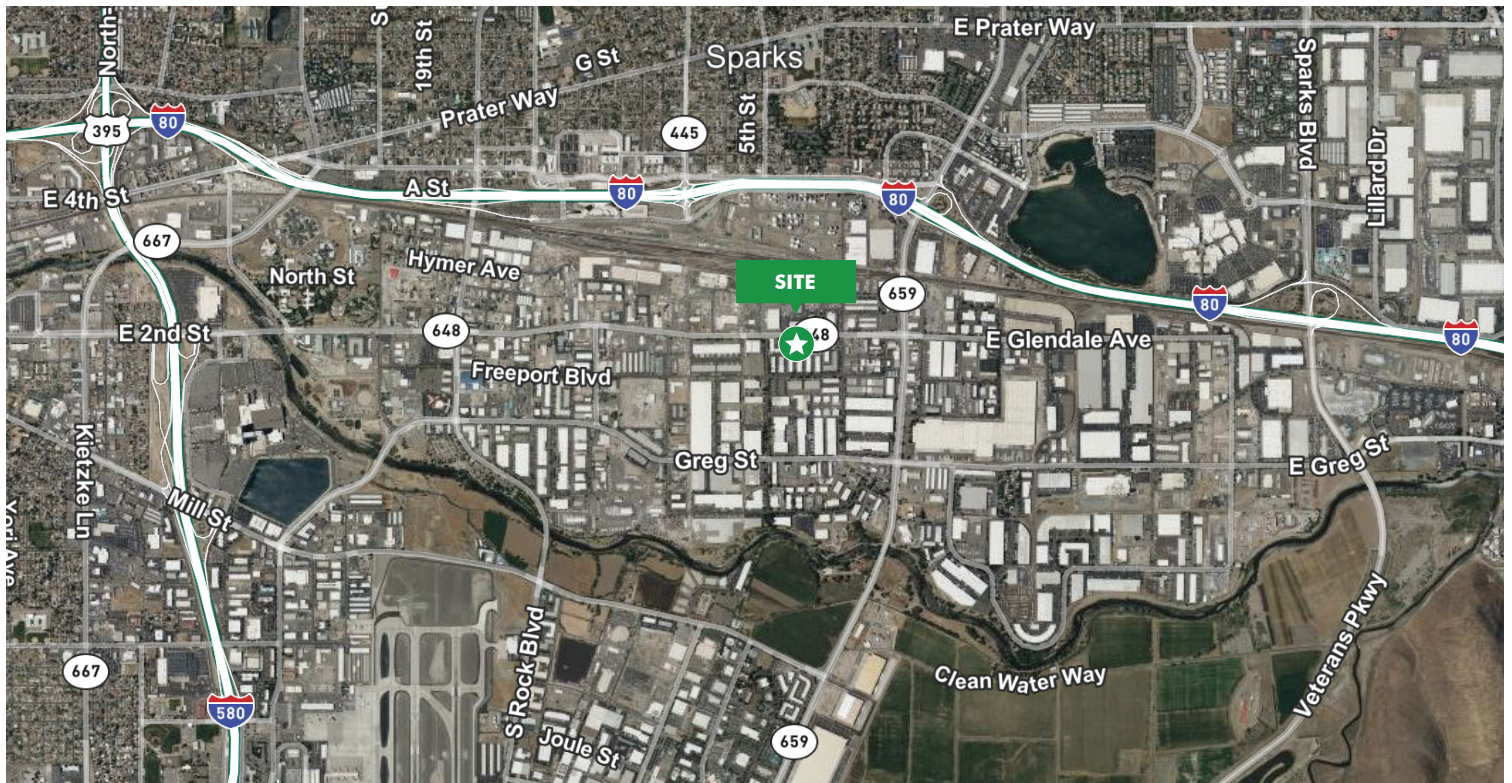 North-
S
E Prater Way
19th St
G St
Sparks
Sparks Blvd
395
80
Prater Way
445
5th St
Lillard Dr
E 4th St
A St
80
80
667
Hymer Ave
North St
SITE
659
80
E 2nd St
648
48
E Glendale Ave
80
Freeport Blvd
Kietzke Ln
Greg St
E Greg St
Mill St
Yori Ave
S Rock Blvd
Clean Water Way
Veterans Pkwy
667
580
Joule St
659